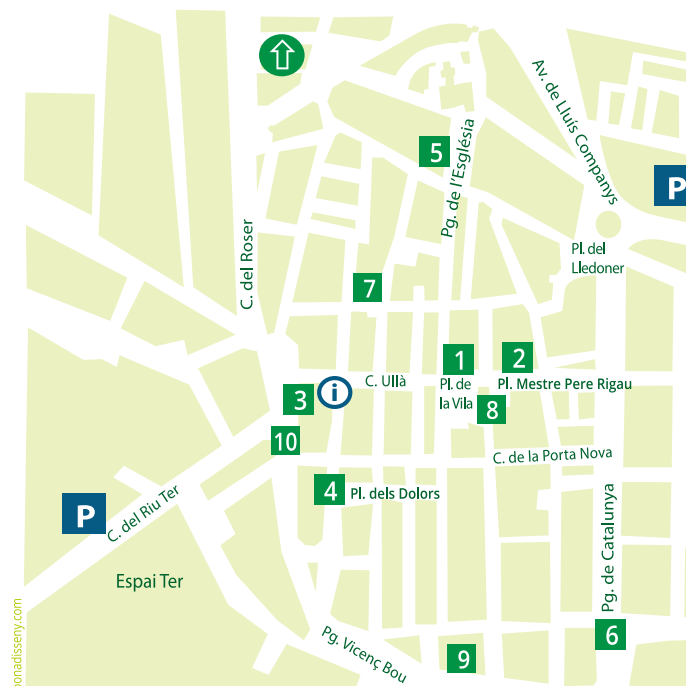 Av. de Lluís Companys
5
Pg. de l'Església
P
C. del Roser
Pl. del
Lledoner
7
1
2
C. Ullà
i
Pl. de
la Vila
Pl. Mestre Pere Rigau
3
8
10
C. de la Porta Nova
4
Pl. dels Dolors
P
C. del Riu Ter
Pg. de Catalunya
Espai Ter
6
Pg. Vicenç Bou
9
bonadisseny.com